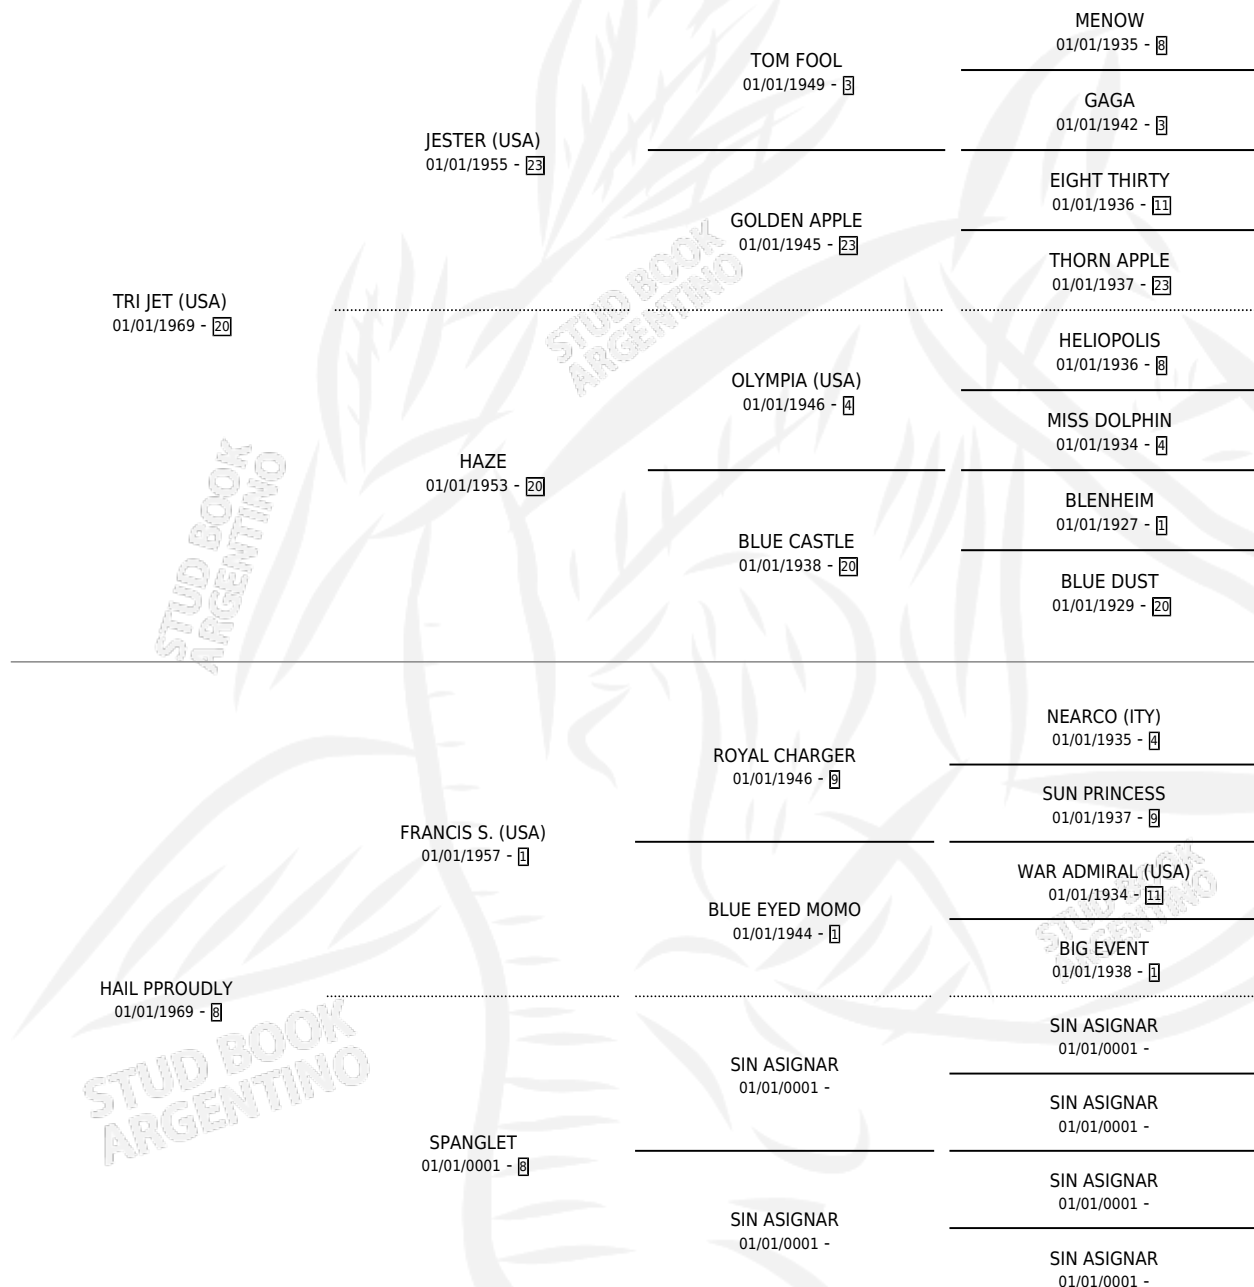 TRI JET (USA)
01/01/1969 - 20
JESTER (USA)
01/01/1955 - 23
HAZE
01/01/1953 - 20
TOM FOOL
01/01/1949 - 3
GOLDEN APPLE
01/01/1945 - 23
OLYMPIA (USA)
01/01/1946 - 4
BLUE CASTLE
01/01/1938 - 20
MENOW
01/01/1935 - 8
GAGA
01/01/1942 - 3
EIGHT THIRTY
01/01/1936 - 11
THORN APPLE
01/01/1937 - 23
HELIOPOLIS
01/01/1936 - 8
MISS DOLPHIN
01/01/1934 - 4
BLENHEIM
01/01/1927 - 1
BLUE DUST
01/01/1929 - 20
HAIL PPROUDLY
01/01/1969 - 8
FRANCIS S. (USA)
01/01/1957 - 1
SPANGLET
01/01/0001 - 8
ROYAL CHARGER
01/01/1946 - 9
BLUE EYED MOMO
01/01/1944 - 1
SIN ASIGNAR
01/01/0001 -
SIN ASIGNAR
01/01/0001 -
NEARCO (ITY)
01/01/1935 - 4
SUN PRINCESS
01/01/1937 - 9
WAR ADMIRAL (USA)
01/01/1934 - 11
BIG EVENT
01/01/1938 - 1
SIN ASIGNAR
01/01/0001 -
SIN ASIGNAR
01/01/0001 -
SIN ASIGNAR
01/01/0001 -
SIN ASIGNAR
01/01/0001 -
STUD BOOK
ARGENTINO
STUD BOOK
ARGENTINO
STUD BOOK
ARGENTINO
STUD BOOK
ARGENTINO